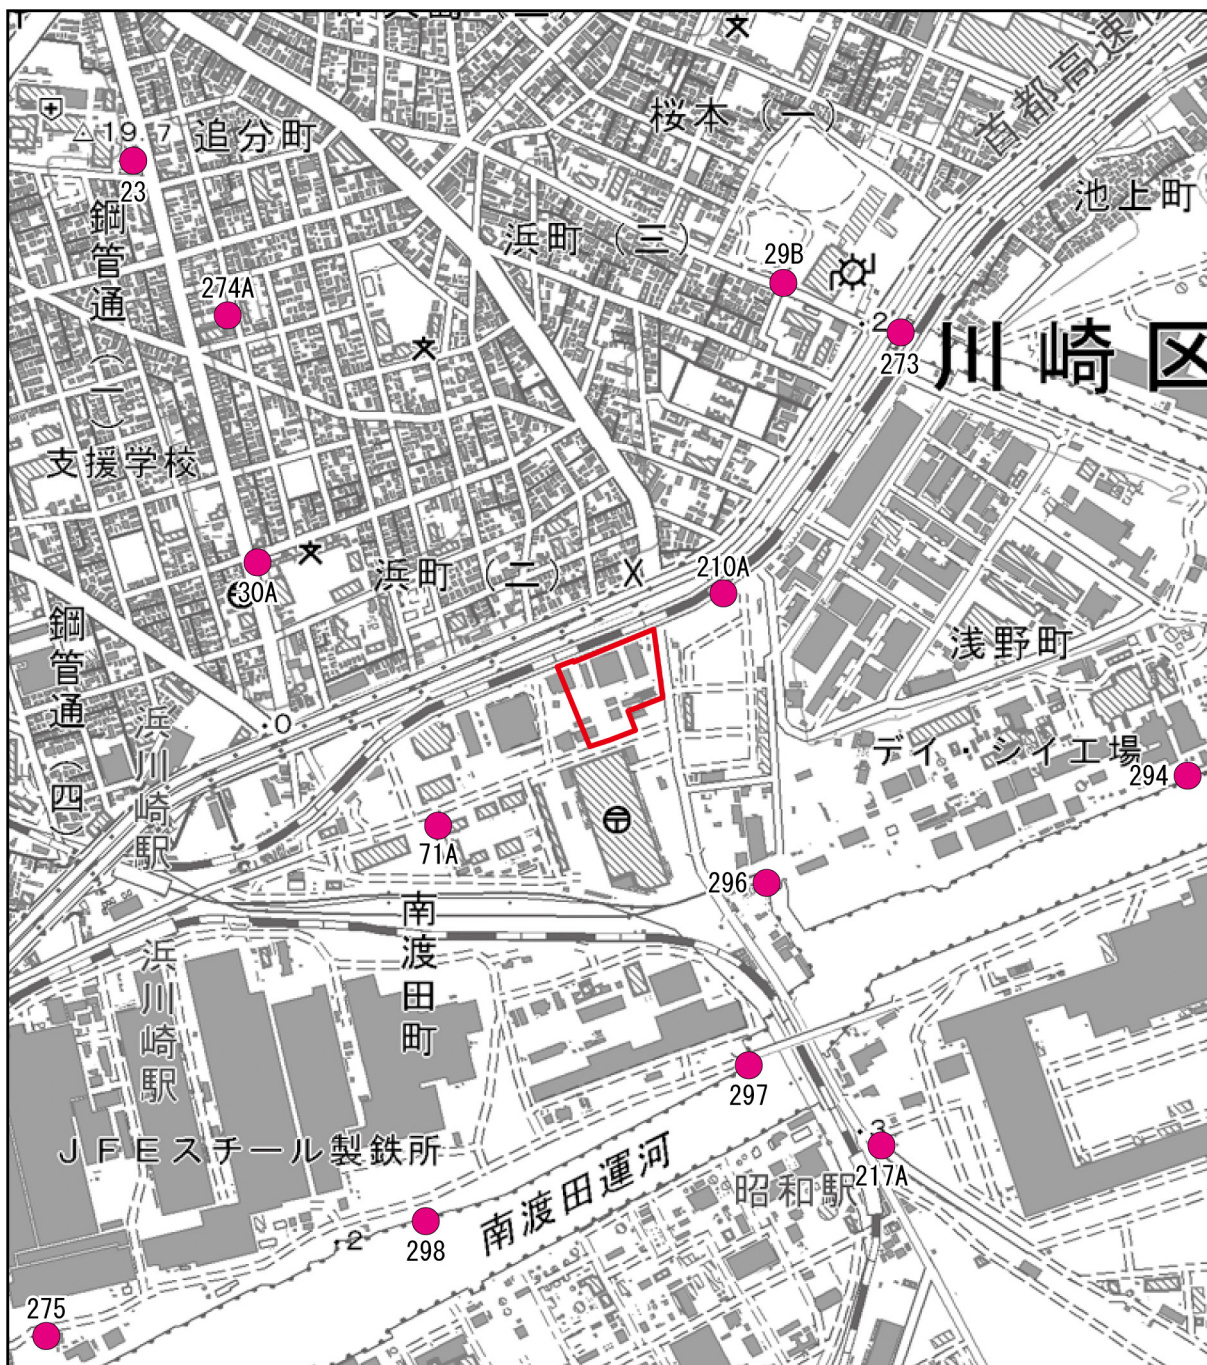 桜本（一）
首都高速
△19.7
追分町
23
池上町
鋼管通（一）
浜町（三）
29B
274A
・2
273
川崎区
支援学校
2
浜町（二）
210A
30A
鋼管通（四）
浅野町
・0
浜川崎駅
デイ・シイ工場
294
71A
296
南渡田町
浜川崎駅
297
・3
JFEスチール製鉄所
217A
昭和駅
南渡田運河
・2
298
275